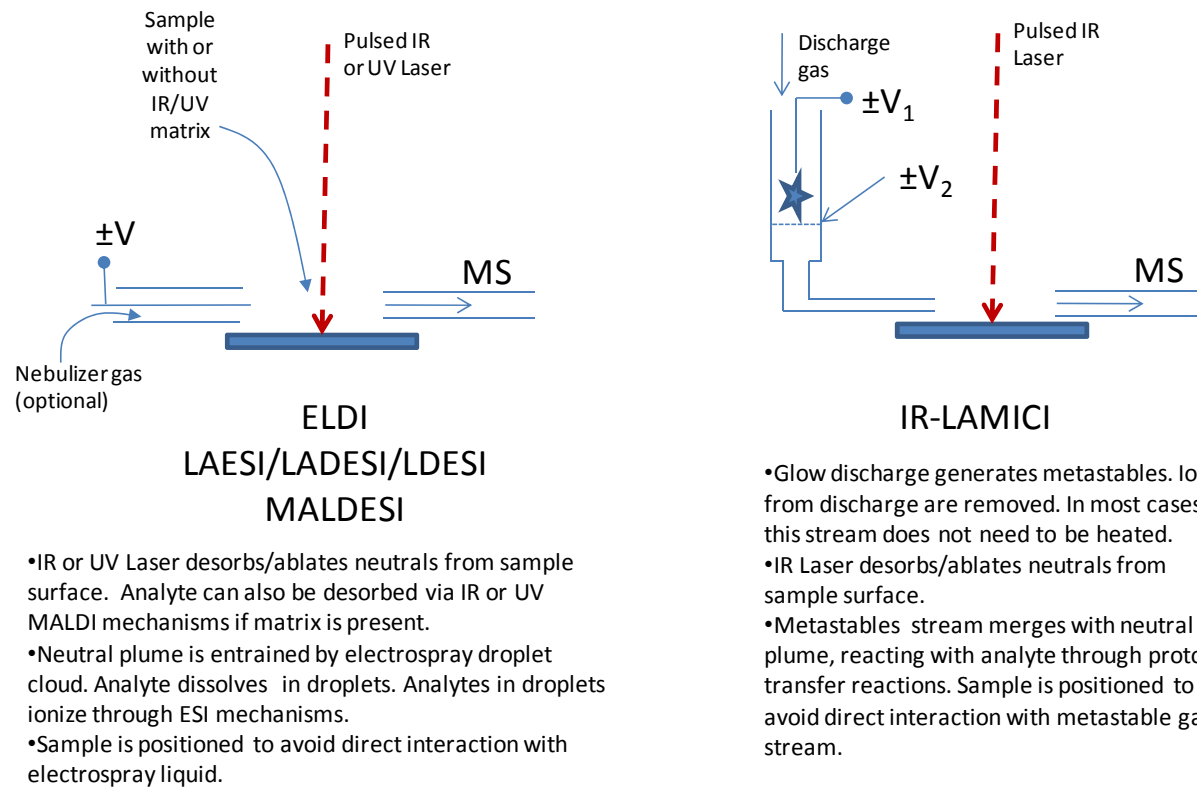 Sample
with or
without
IR/UV
matrix
Pulsed IR
or UV Laser
±V
MS
Nebulizer gas
(optional)
ELDI
LAESI/LADESI/LDESI
MALDESI
•IR or UV Laser desorbs/ablates neutrals from sample
surface. Analyte can also be desorbed via IR or UV
MALDI mechanisms if matrix is present.
•Neutral plume is entrained by electrospray droplet
cloud. Analyte dissolves in droplets. Analytes in droplets
ionize through ESI mechanisms.
•Sample is positioned to avoid direct interaction with
electrospray liquid.
Discharge
gas
±V₁
±V₂
Pulsed IR
Laser
MS
IR-LAMICI
•Glow discharge generates metastables. Io
from discharge are removed. In most cases
this stream does not need to be heated.
•IR Laser desorbs/ablates neutrals from
sample surface.
•Metastables stream merges with neutral
plume, reacting with analyte through proto
transfer reactions. Sample is positioned to
avoid direct interaction with metastable ga
stream.